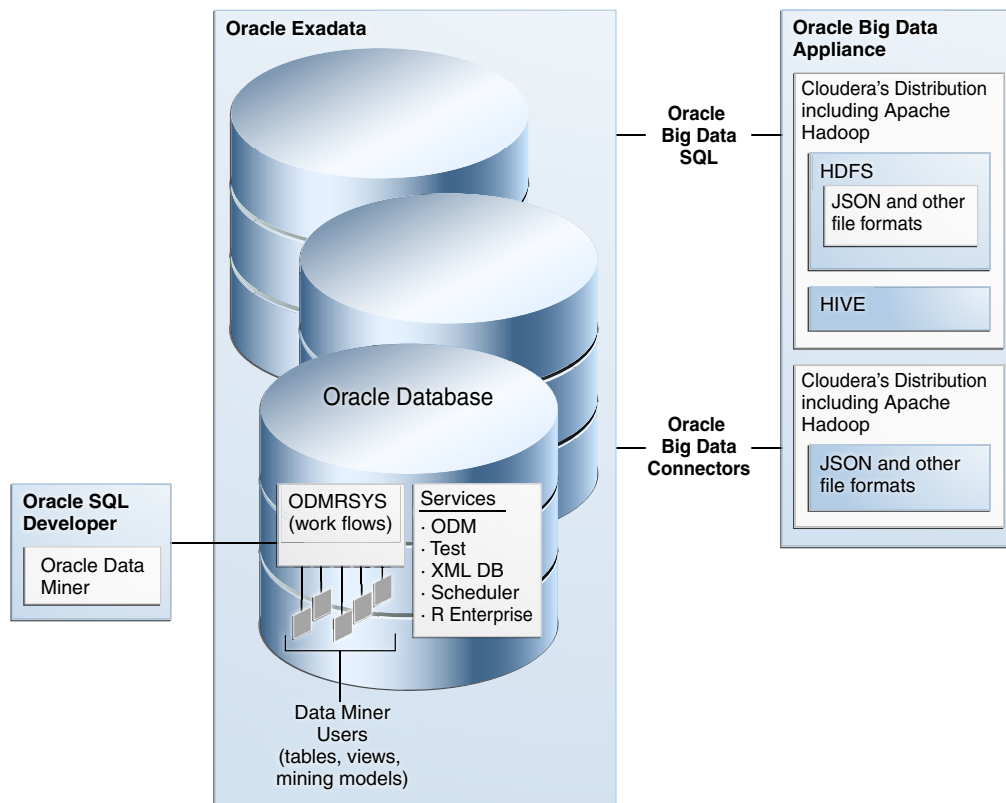 Oracle Exadata
Oracle Database
ODMRSYS
(work flows)
Services
· ODM
· Test
· XML DB
· Scheduler
· R Enterprise
Data Miner
Users
(tables, views,
mining models)
Oracle SQL
Developer
Oracle Data
Miner
Oracle
Big Data
SQL
Oracle
Big Data
Connectors
Oracle Big Data
Appliance
Cloudera's Distribution
including Apache
Hadoop
HDFS
JSON and other
file formats
HIVE
Cloudera's Distribution
including Apache
Hadoop
JSON and other
file formats